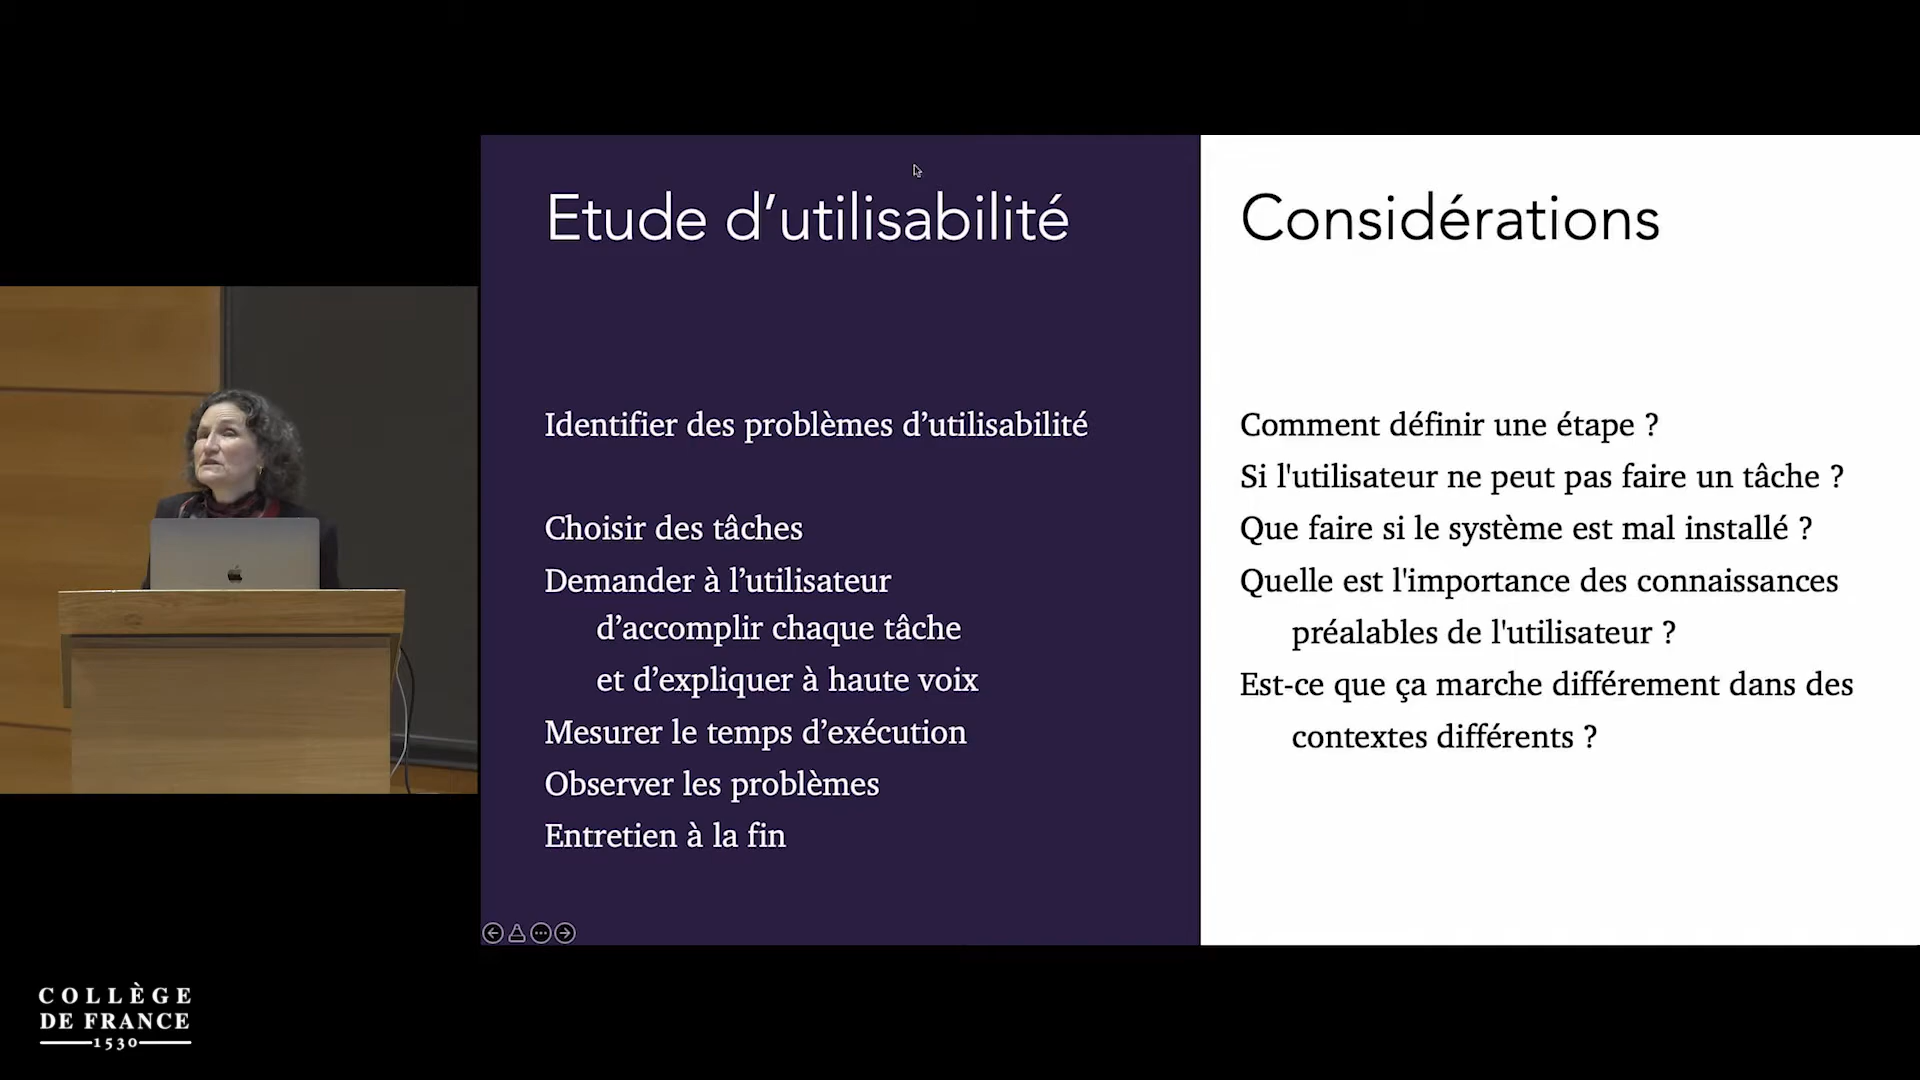 Etude d’utilisabilité
Identifier des problèmes d’utilisabilité
Choisir des tâches
Demander à l’utilisateur
d’accomplir chaque tâche
et d’expliquer à haute voix
Mesurer le temps d’exécution
Observer les problèmes
Entretien à la fin
Considérations
Comment définir une étape ?
Si l'utilisateur ne peut pas faire un tâche ?
Que faire si le système est mal installé ?
Quelle est l'importance des connaissances
préalables de l'utilisateur ?
Est-ce que ça marche différement dans des
contextes différents ?
COLLÈGE
DE FRANCE
1530